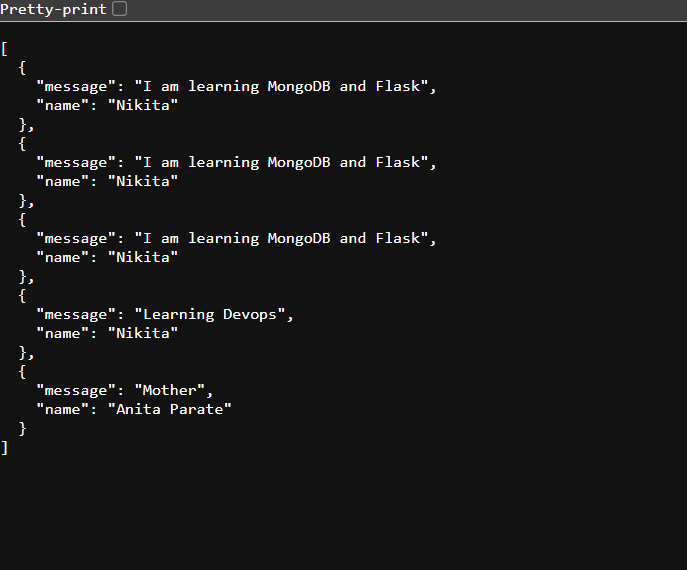 Pretty-print
[
  {
    "message": "I am learning MongoDB and Flask",
    "name": "Nikita"
  },
  {
    "message": "I am learning MongoDB and Flask",
    "name": "Nikita"
  },
  {
    "message": "I am learning MongoDB and Flask",
    "name": "Nikita"
  },
  {
    "message": "Learning Devops",
    "name": "Nikita"
  },
  {
    "message": "Mother",
    "name": "Anita Parate"
  }
]